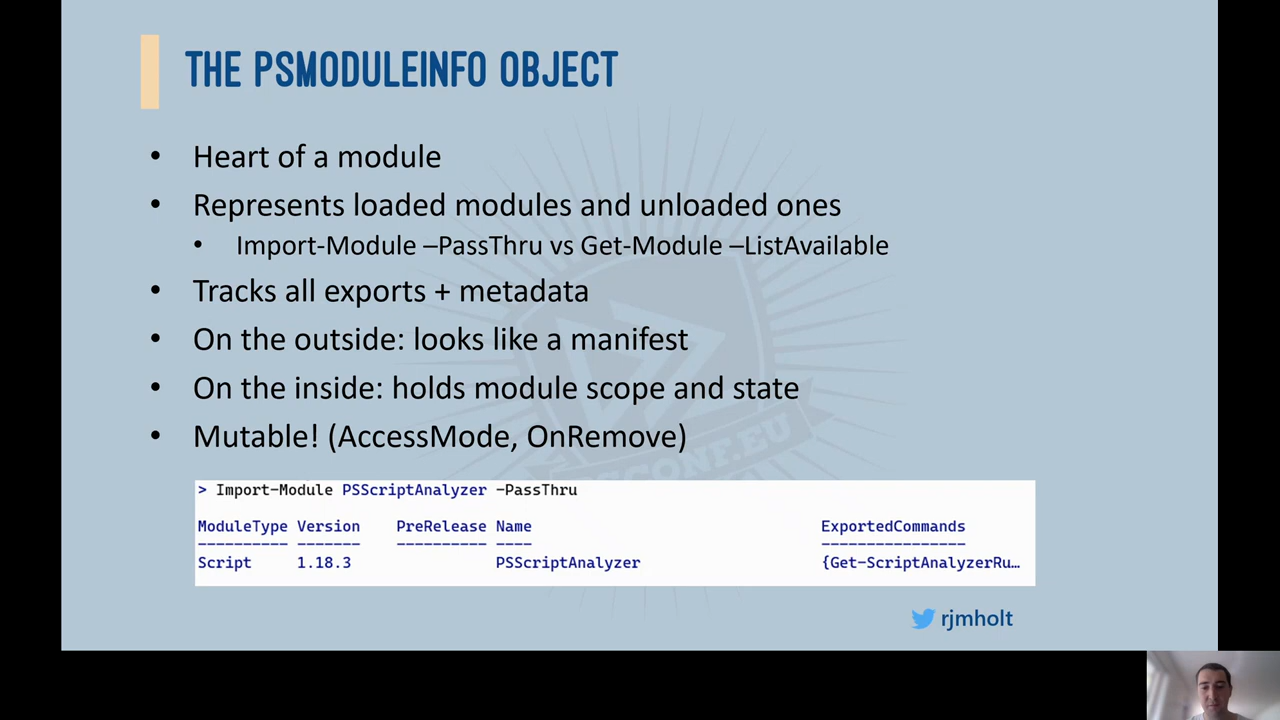 THE PSMODULEINFO OBJECT
• Heart of a module
• Represents loaded modules and unloaded ones
• Import-Module –PassThru vs Get-Module –ListAvailable
• Tracks all exports + metadata
• On the outside: looks like a manifest
• On the inside: holds module scope and state
• Mutable! (AccessMode, OnRemove)
PSCONF.EU
> Import-Module PSScriptAnalyzer -PassThru
ModuleType Version PreRelease Name ExportedCommands
---------- ------- ---------- ---- ----------------
Script 1.18.3 PSScriptAnalyzer {Get-ScriptAnalyzerRu…
rjmholt